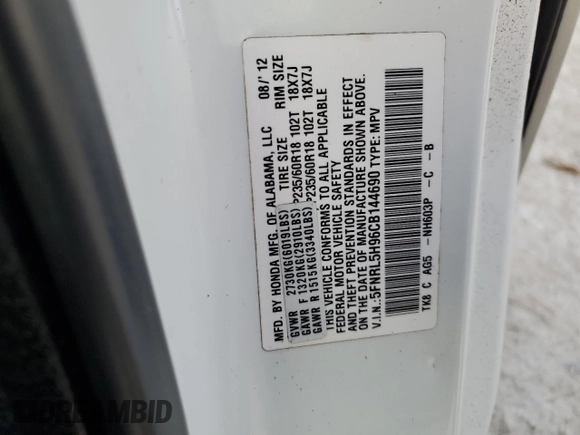 MFD. BY HONDA MFG. OF ALABAMA, LLC 08/'12
TIRE SIZE RIM SIZE
GVWR 2730KG(6019LBS)
GAWR F 1320KG(2910LBS) P235/60R18 102T 18X7J
GAWR R 1515KG(3340LBS) P235/60R18 102T 18X7J
THIS VEHICLE CONFORMS TO ALL APPLICABLE
FEDERAL MOTOR VEHICLE SAFETY
AND THEFT PREVENTION STANDARDS IN EFFECT
ON THE DATE OF MANUFACTURE SHOWN ABOVE.
V.I.N.:5FNRL5H96CB144690 TYPE: MPV
TK8 C AG5 -NH603P -C -B
DREAMBID